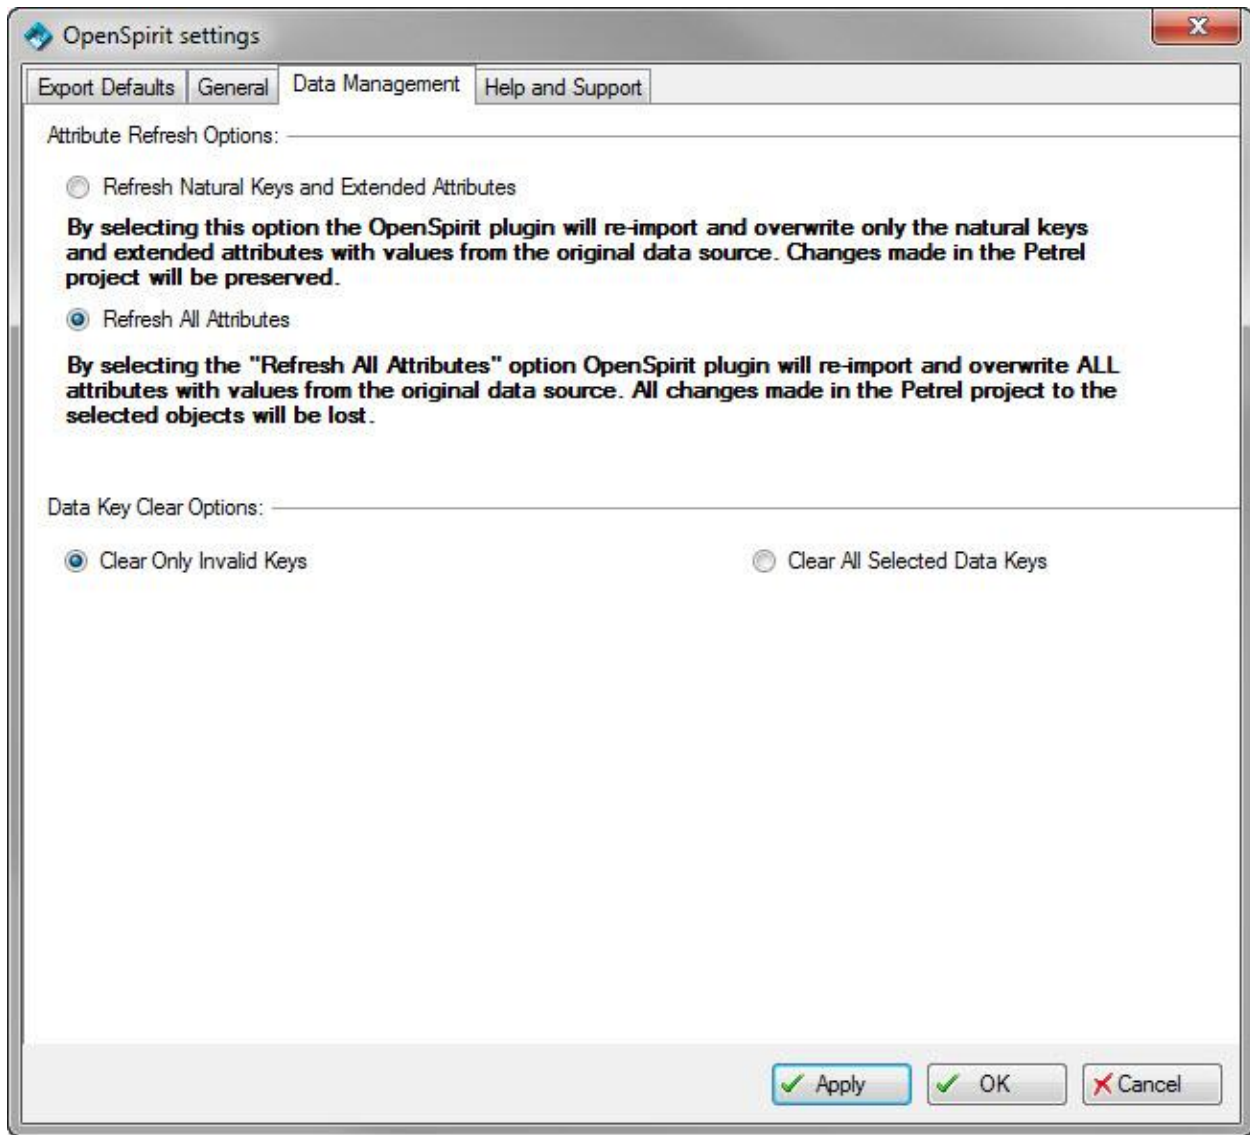 OpenSpirit settings
Export Defaults General Data Management Help and Support
Attribute Refresh Options:
Refresh Natural Keys and Extended Attributes
By selecting this option the OpenSpirit plugin will re-import and overwrite only the natural keys
and extended attributes with values from the original data source. Changes made in the Petrel
project will be preserved.
Refresh All Attributes
By selecting the "Refresh All Attributes" option OpenSpirit plugin will re-import and overwrite ALL
attributes with values from the original data source. All changes made in the Petrel project to the
selected objects will be lost.
Data Key Clear Options:
Clear Only Invalid Keys Clear All Selected Data Keys
Apply OK Cancel